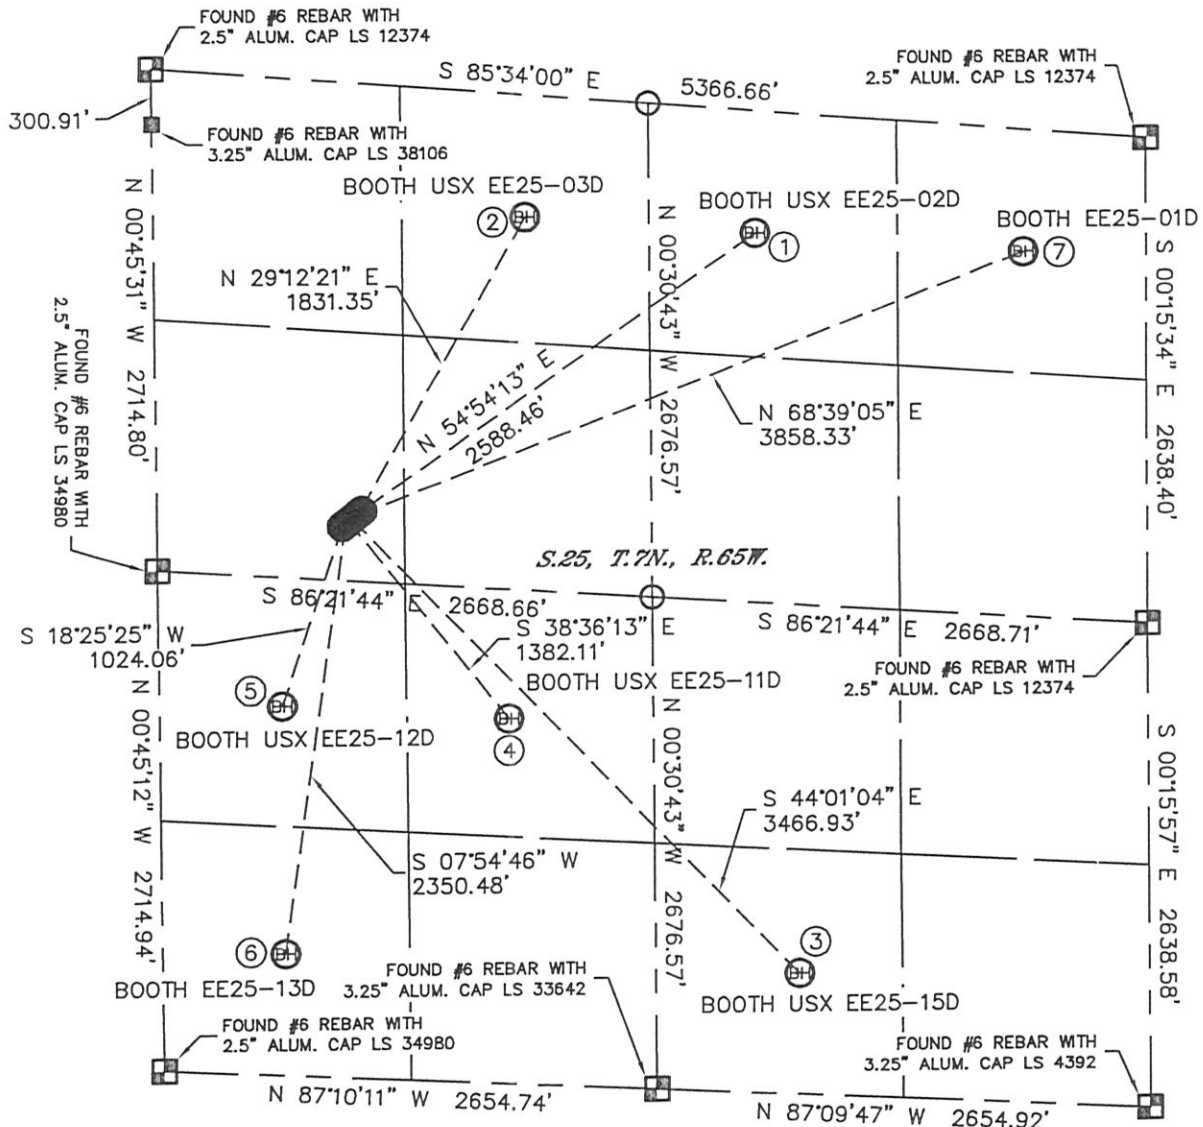 FOUND #6 REBAR WITH
2.5" ALUM. CAP LS 12374
S 85°34'00" E 5366.66'
FOUND #6 REBAR WITH
2.5" ALUM. CAP LS 12374
300.91'
FOUND #6 REBAR WITH
3.25" ALUM. CAP LS 38106
BOOTH USX EE25-03D
BH
2
BOOTH USX EE25-02D
BH
1
BOOTH EE25-01D
BH
7
N 00°45'31" W 2714.80'
N 29°12'21" E
1831.35'
N 00°30'43" W 2676.57'
S 00°15'34" E 2638.40'
FOUND #6 REBAR WITH
2.5" ALUM. CAP LS 34980
N 54°54'13" E
2588.46'
N 68°39'05" E
3858.33'
S.25, T.7N., R.65W.
S 86°21'44" E 2668.66'
S 86°21'44" E 2668.71'
S 18°25'25" W
1024.06'
S 38°36'13" E
1382.11'
FOUND #6 REBAR WITH
2.5" ALUM. CAP LS 12374
BOOTH USX EE25-11D
BH
4
5
BH
BOOTH USX EE25-12D
N 00°45'12" W 2714.94'
N 00°30'43" W 2676.57'
S 00°15'57" E 2638.58'
S 44°01'04" E
3466.93'
S 07°54'46" W
2350.48'
6
BH
BOOTH EE25-13D
3
BH
BOOTH USX EE25-15D
FOUND #6 REBAR WITH
3.25" ALUM. CAP LS 33642
FOUND #6 REBAR WITH
2.5" ALUM. CAP LS 34980
FOUND #6 REBAR WITH
3.25" ALUM. CAP LS 4392
N 87°10'11" W 2654.74'
N 87°09'47" W 2654.92'